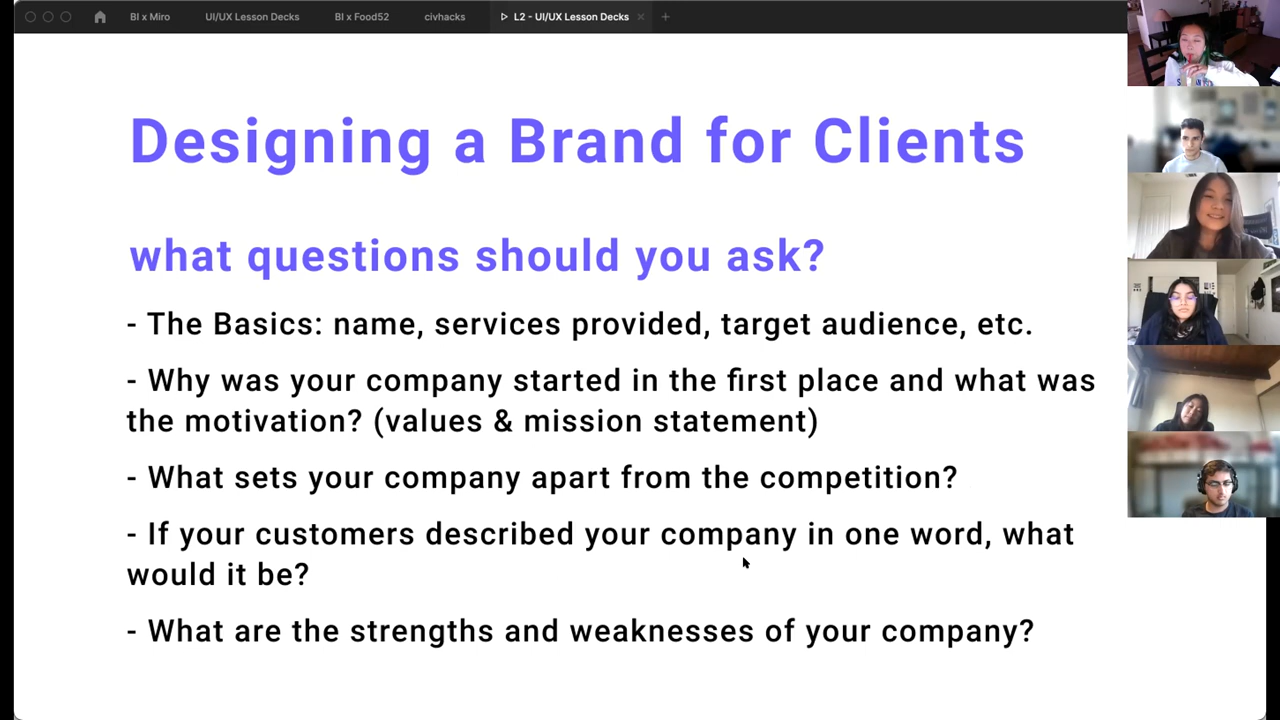 BI x Miro UI/UX Lesson Decks BI x Food52 civhacks L2 - UI/UX Lesson Decks
Designing a Brand for Clients
what questions should you ask?
- The Basics: name, services provided, target audience, etc.
- Why was your company started in the first place and what was
the motivation? (values & mission statement)
- What sets your company apart from the competition?
- If your customers described your company in one word, what
would it be?
- What are the strengths and weaknesses of your company?